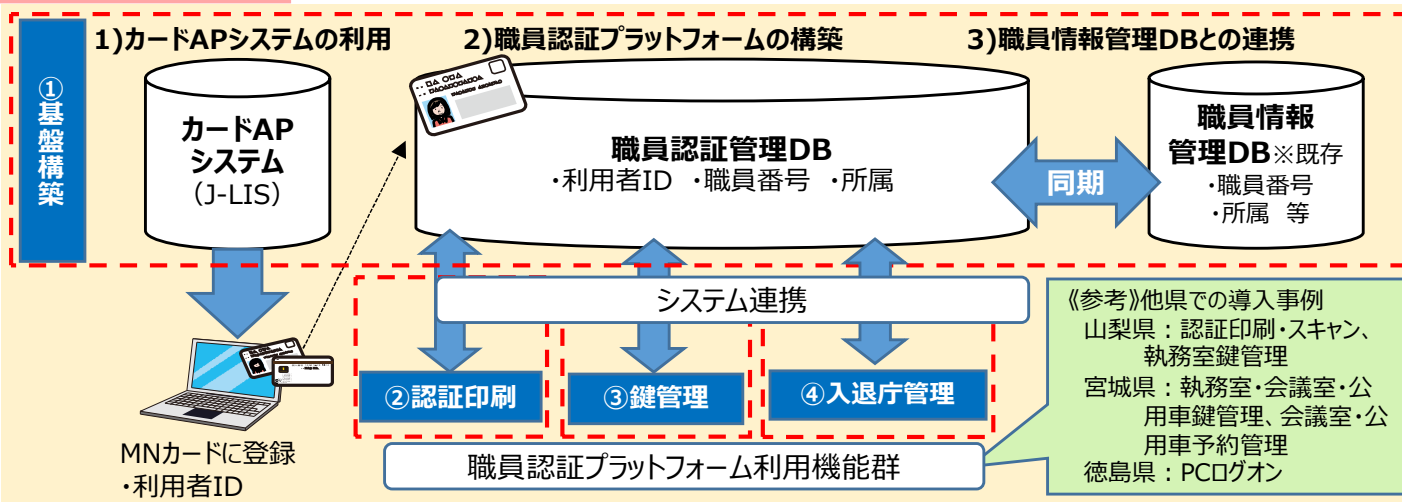 1)カードAPシステムの利用
2)職員認証プラットフォームの構築
3)職員情報管理DBとの連携
①基盤構築
カードAP
システム
(J-LIS)
職員認証管理DB
・利用者ID ・職員番号 ・所属
同期
職員情報
管理DB※既存
・職員番号
・所属 等
システム連携
②認証印刷
③鍵管理
④入退庁管理
職員認証プラットフォーム利用機能群
MNカードに登録
・利用者ID
《参考》他県での導入事例
山梨県：認証印刷・スキャン、
執務室鍵管理
宮城県：執務室・会議室・公
用車鍵管理、会議室・公
用車予約管理
徳島県：PCログオン